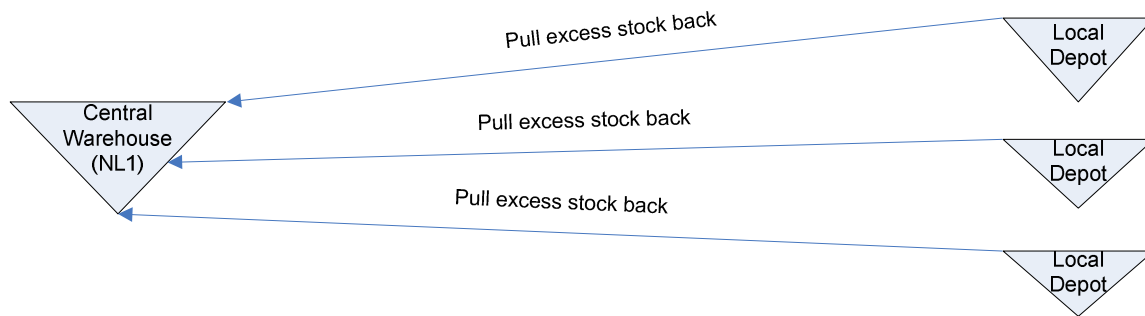 Pull excess stock back
Local
Depot
Central
Warehouse
(NL1)
Pull excess stock back
Local
Depot
Pull excess stock back
Local
Depot